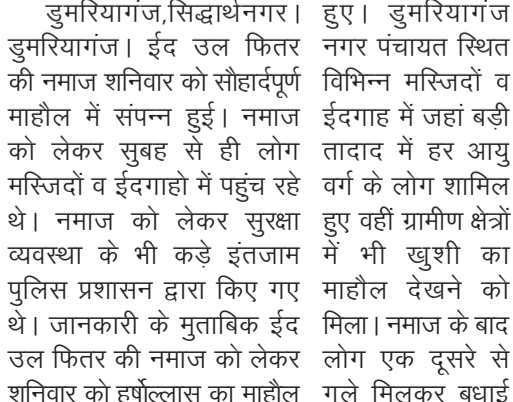 डुमरियागंज,सिद्धार्थनगर।
डुमरियागंज। ईद उल फितर
की नमाज शनिवार को सौहार्दपूर्ण
माहौल में संपन्न हुई। नमाज
को लेकर सुबह से ही लोग
मस्जिदों व ईदगाहो में पहुंच रहे
थे। नमाज को लेकर सुरक्षा
व्यवस्था के भी कड़े इंतजाम
पुलिस प्रशासन द्वारा किए गए
थे। जानकारी के मुताबिक ईद
उल फितर की नमाज को लेकर
शनिवार को हर्षोल्लास का माहौल
हुए। डुमरियागंज
नगर पंचायत स्थित
विभिन्न मस्जिदों व
ईदगाह में जहां बड़ी
तादाद में हर आयु
वर्ग के लोग शामिल
हुए वहीं ग्रामीण क्षेत्रों
में भी खुशी का
माहौल देखने को
मिला। नमाज के बाद
लोग एक दूसरे से
गले मिलकर बधाई